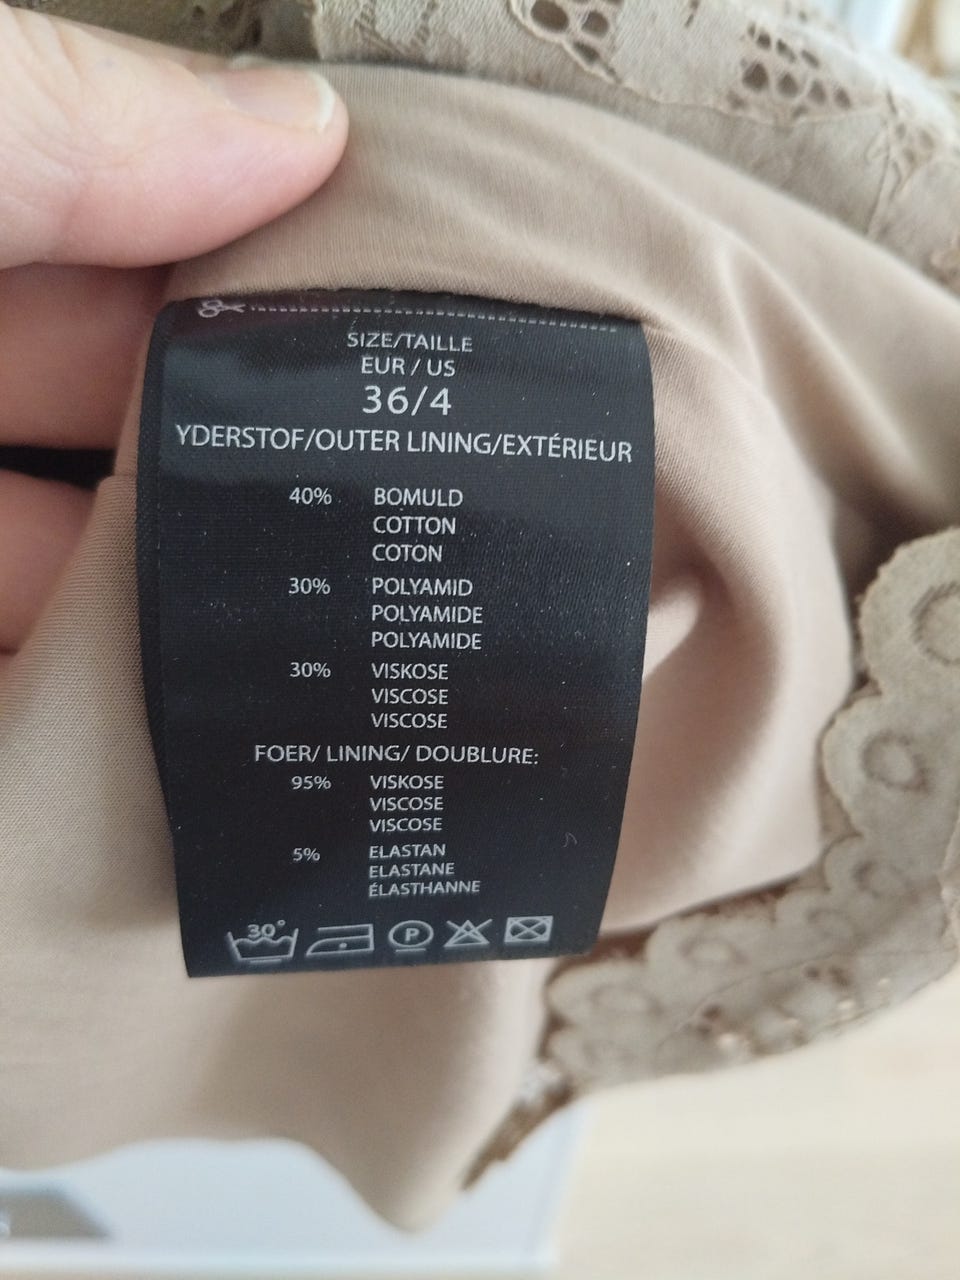 SIZE/TAILLE
EUR / US
36/4
YDERSTOF/OUTER LINING/EXTÉRIEUR
40% BOMULD
COTTON
COTON
30% POLYAMID
POLYAMIDE
POLYAMIDE
30% VISKOSE
VISCOSE
VISCOSE
FOER/ LINING/ DOUBLURE:
95% VISKOSE
VISCOSE
VISCOSE
5% ELASTAN
ELASTANE
ÉLASTHANNE
30° P